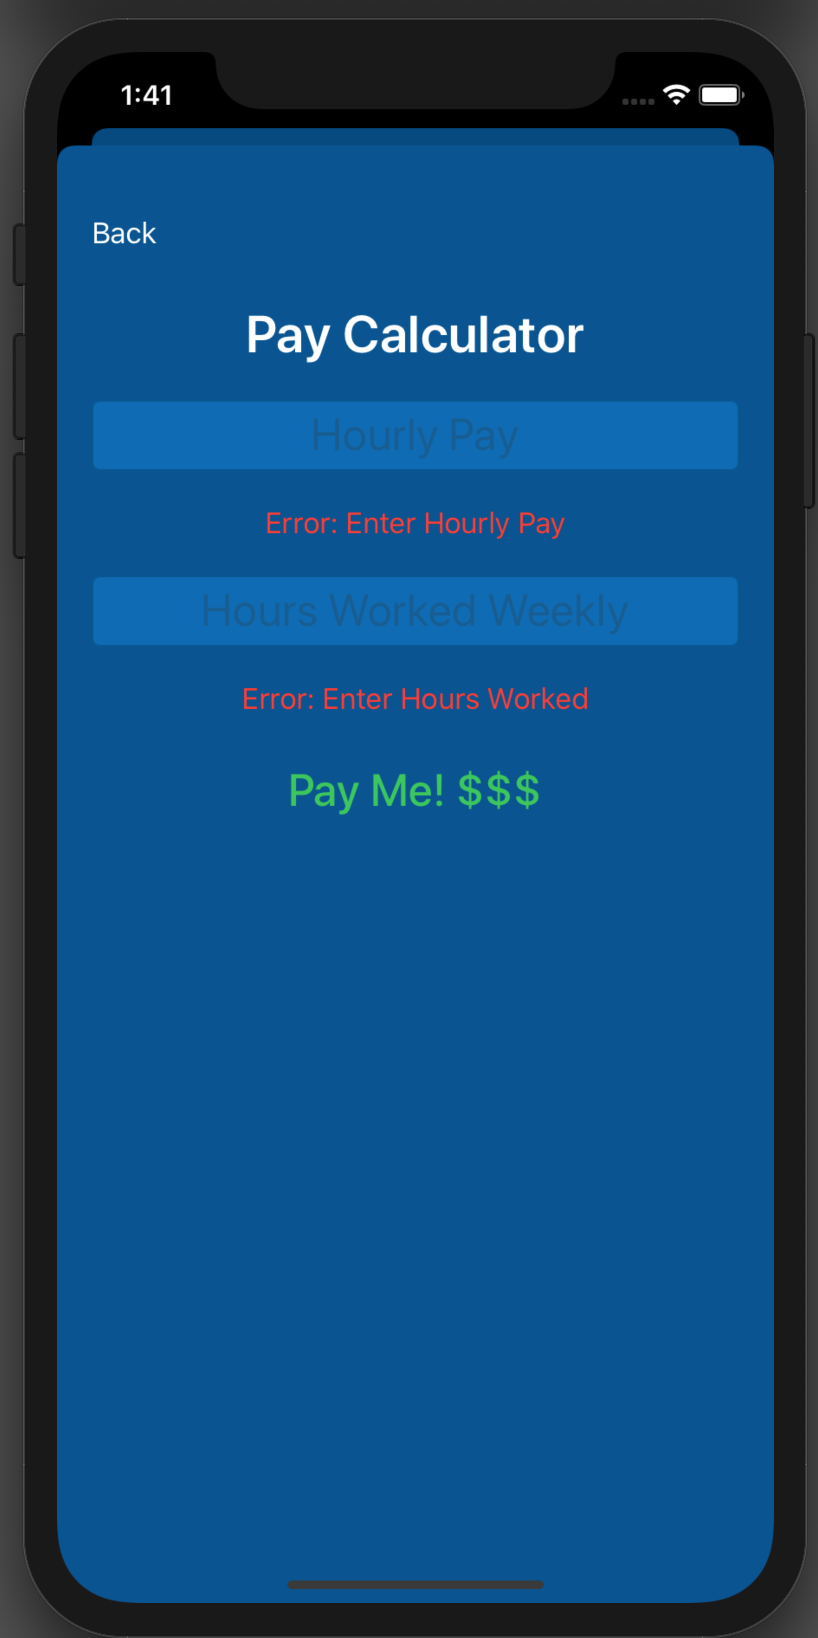 1:41
Back
Pay Calculator
Hourly Pay
Error: Enter Hourly Pay
Hours Worked Weekly
Error: Enter Hours Worked
Pay Me! $$$